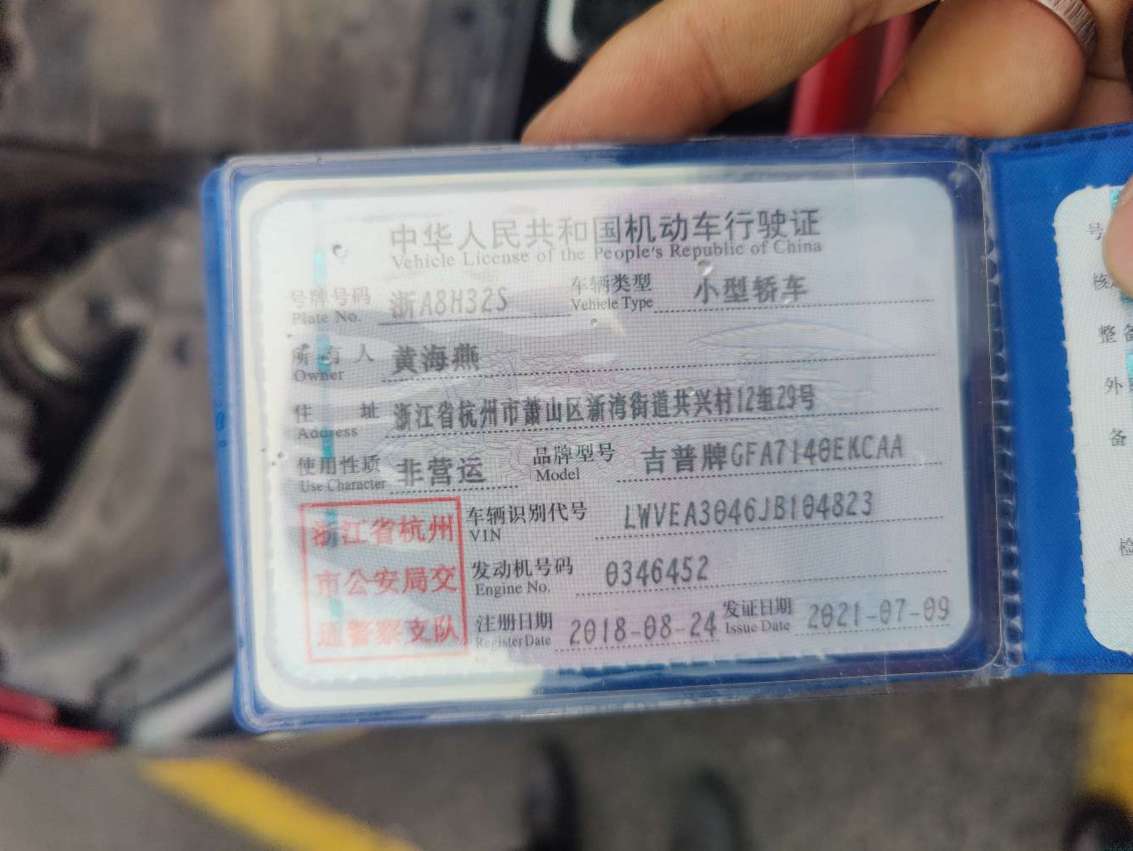 中华人民共和国机动车行驶证
Vehicle License of the People's Republic of China
号牌号码 浙A8H32S 车辆类型 小型轿车
Plate No. Vehicle Type
所有人 黄海燕
Owner
住址 浙江省杭州市萧山区新湾街道共兴村12组29号
Address
使用性质 非营运 品牌型号 吉普牌GFA7140EKCAA
Use Character Model
浙江省杭州
市公安局交
通警察支队
车辆识别代号 LWVEA3046JB104823
VIN
发动机号码 0346452
Engine No.
注册日期 2018-08-24 发证日期 2021-07-09
Register Date Issue Date
号
核
整备
外
备
检